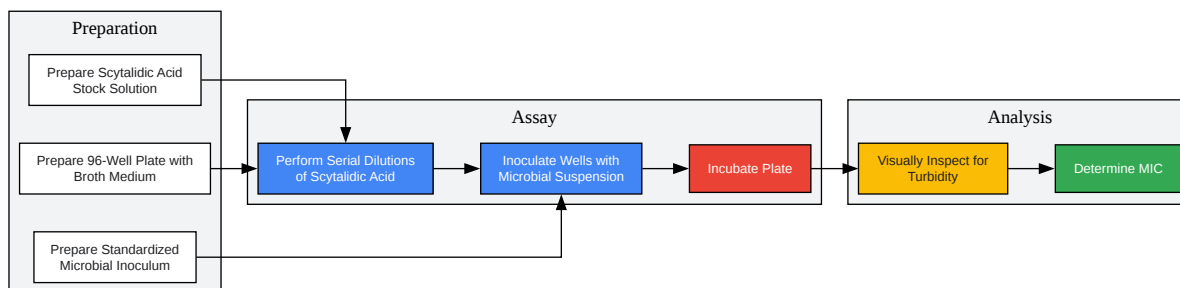 Preparation
Prepare Scytalidic Acid
Stock Solution
Prepare 96-Well Plate with
Broth Medium
Prepare Standardized
Microbial Inoculum
Assay
Perform Serial Dilutions
of Scytalidic Acid
Inoculate Wells with
Microbial Suspension
Incubate Plate
Analysis
Visually Inspect for
Turbidity
Determine MIC